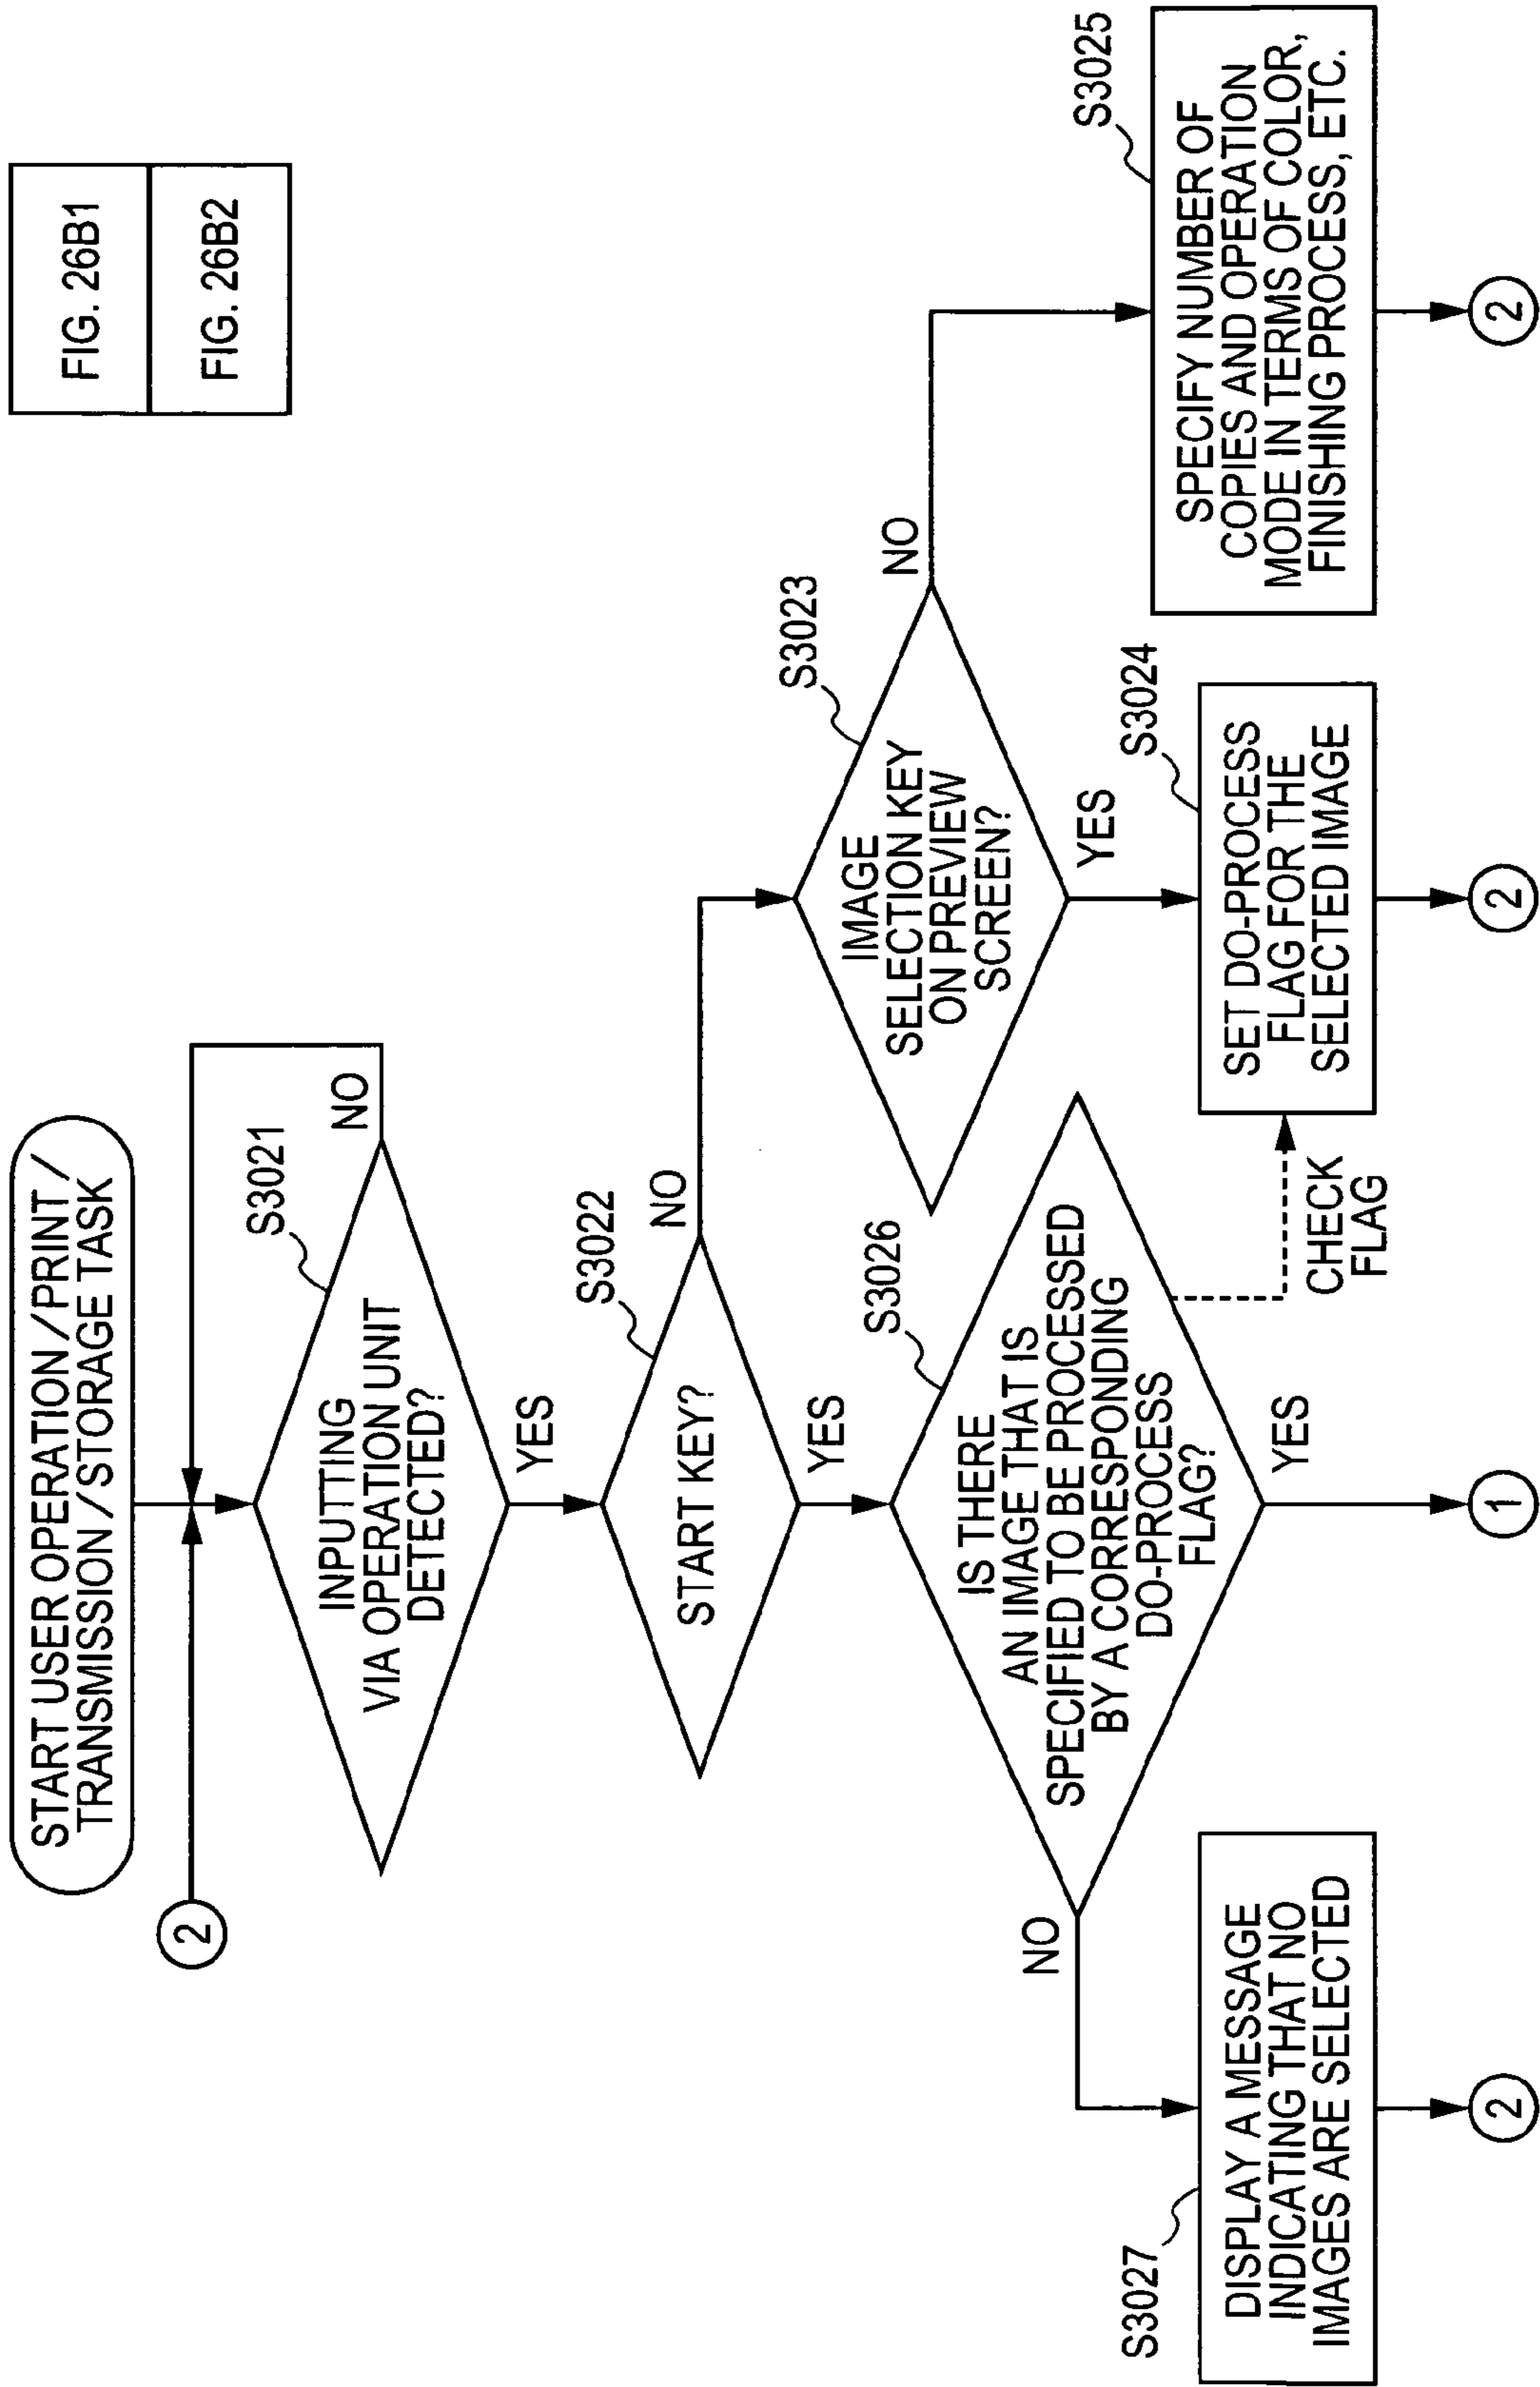 FIG. 26B1
FIG. 26B2
START USER OPERATION/PRINT/
TRANSMISSION/STORAGE TASK
2
S3021
INPUTTING
VIA OPERATION UNIT
DETECTED?
NO
YES
S3022
START KEY?
NO
YES
S3023
IMAGE
SELECTION KEY
ON PREVIEW
SCREEN?
NO
YES
S3026
IS THERE
AN IMAGE THAT IS
SPECIFIED TO BE PROCESSED
BY A CORRESPONDING
DO-PROCESS
FLAG?
NO
YES
CHECK
FLAG
S3027
DISPLAY A MESSAGE
INDICATING THAT NO
IMAGES ARE SELECTED
S3024
SET DO-PROCESS
FLAG FOR THE
SELECTED IMAGE
S3025
SPECIFY NUMBER OF
COPIES AND OPERATION
MODE IN TERMS OF COLOR,
FINISHING PROCESS, ETC.
2
1
2
2